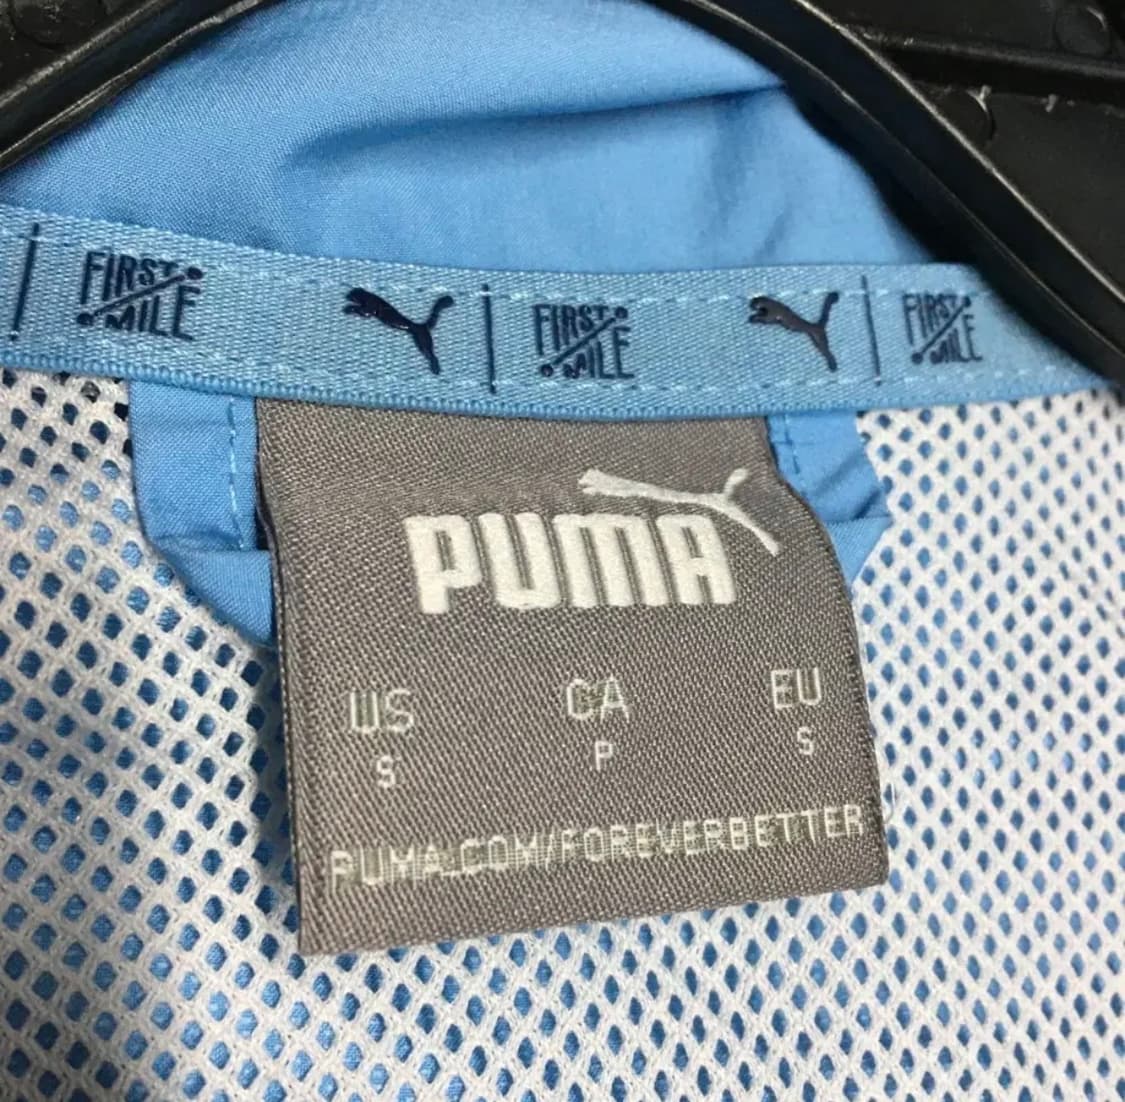 FIRST
MILE
FIRST
MILE
FIRST
MILE
PUMA
US CA EU
S P S
PUMA.COM/FOREVERBETTER